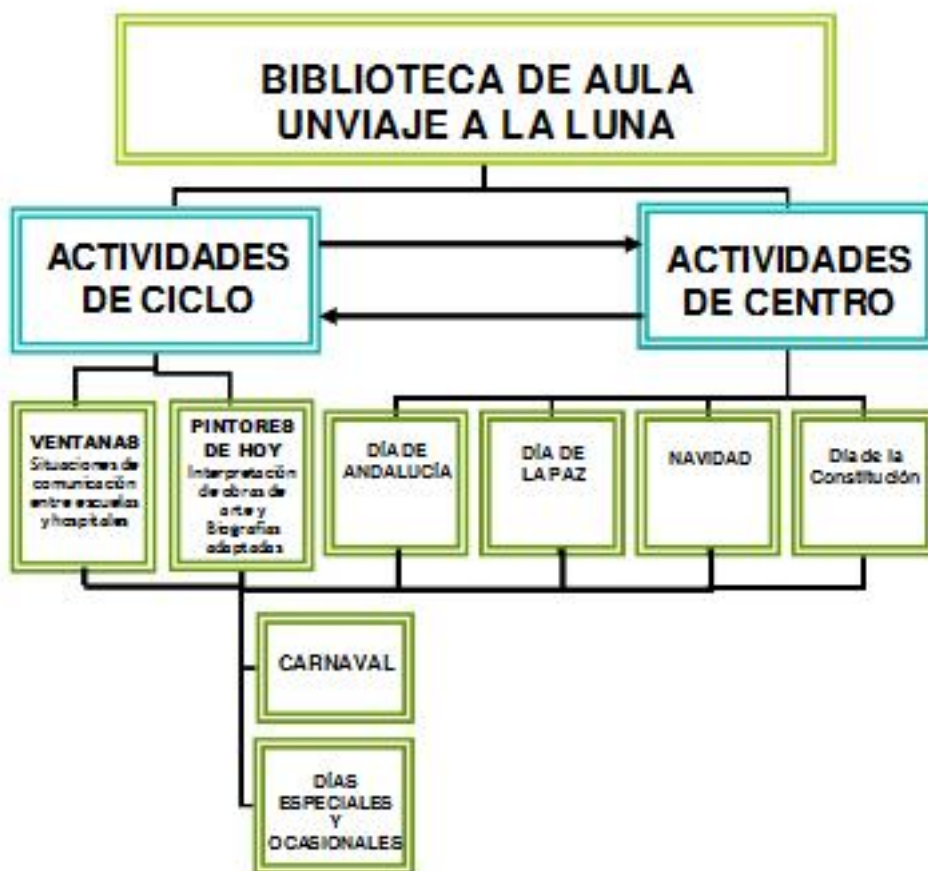 BIBLIOTECA DE AULA
UNVIAJE A LA LUNA
ACTIVIDADES
DE CICLO
ACTIVIDADES
DE CENTRO
VENTANAS
Situaciones de
comunicación
entre escuelas
y hospitales
PINTORES
DE HOY
Interpretación
de obras de
arte y
Biografías
adaptadas
DÍA DE
ANDALUCÍA
DÍA DE
LA PAZ
NAVIDAD
Día de la
Constitución
CARNAVAL
DÍAS
ESPECIALES
Y
OCASIONALES